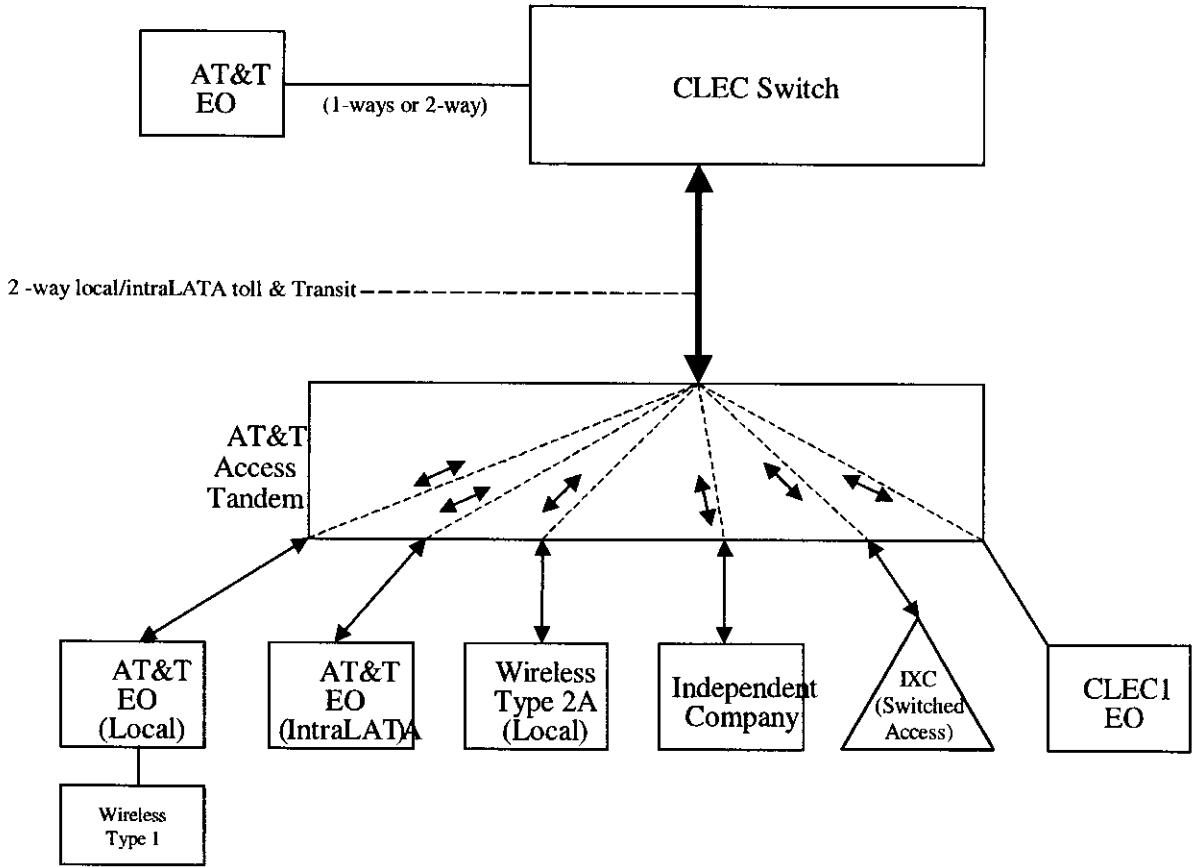 AT&T
EO
(1-ways or 2-way)
CLEC Switch
2 -way local/intraLATA toll & Transit
AT&T
Access
Tandem
AT&T
EO
(Local)
AT&T
EO
(IntraLAT)A
Wireless
Type 2A
(Local)
Independent
Company
IXC
(Switched
Access)
CLEC1
EO
Wireless
Type 1